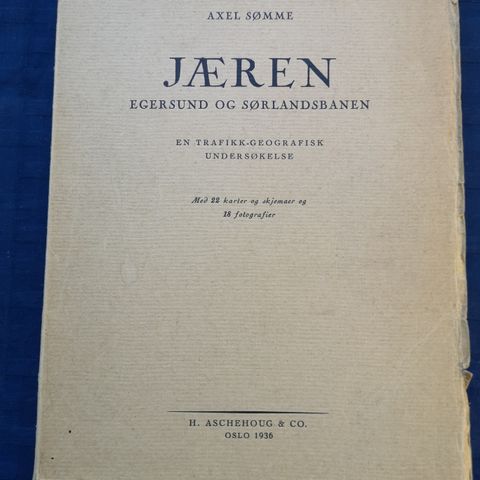 AXEL SØMME
JÆREN
EGERSUND OG SØRLANDSBANEN
EN TRAFIKK-GEOGRAFISK
UNDERSØKELSE
Med 22 karter og skjemaer og
18 fotografier
H. ASCHEHOUG & CO.
OSLO 1936